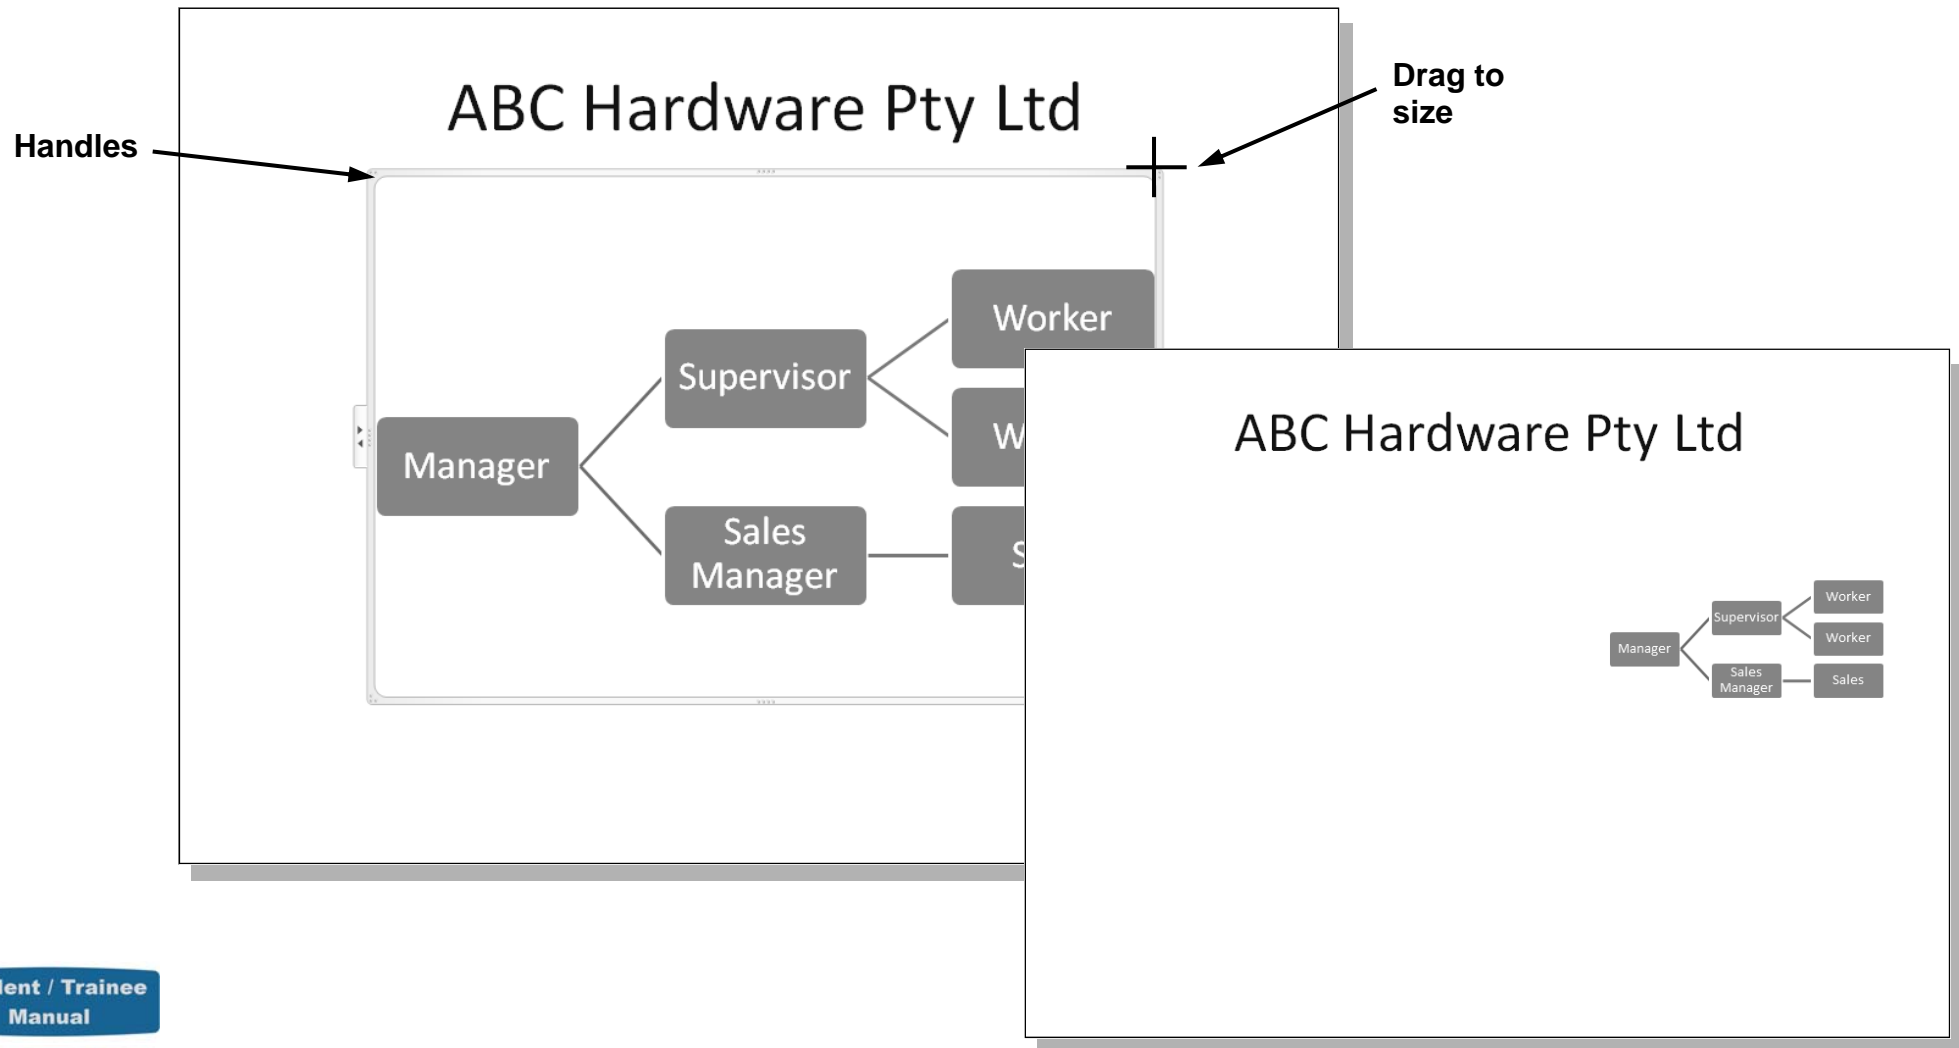 ABC Hardware Pty Ltd
Drag to
size
Handles
Worker
Supervisor
Manager
Sales
Manager
ABC Hardware Pty Ltd
Worker
Supervisor
Worker
Manager
Sales
Manager
Sales
/ Trainee
Manual